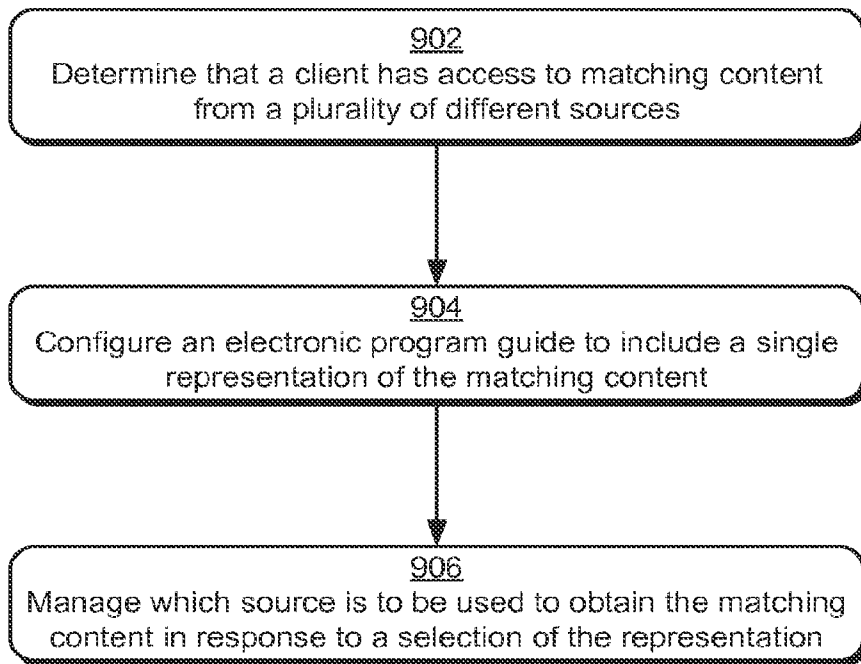 902
Determine that a client has access to matching content
from a plurality of different sources
904
Configure an electronic program guide to include a single
representation of the matching content
906
Manage which source is to be used to obtain the matching
content in response to a selection of the representation